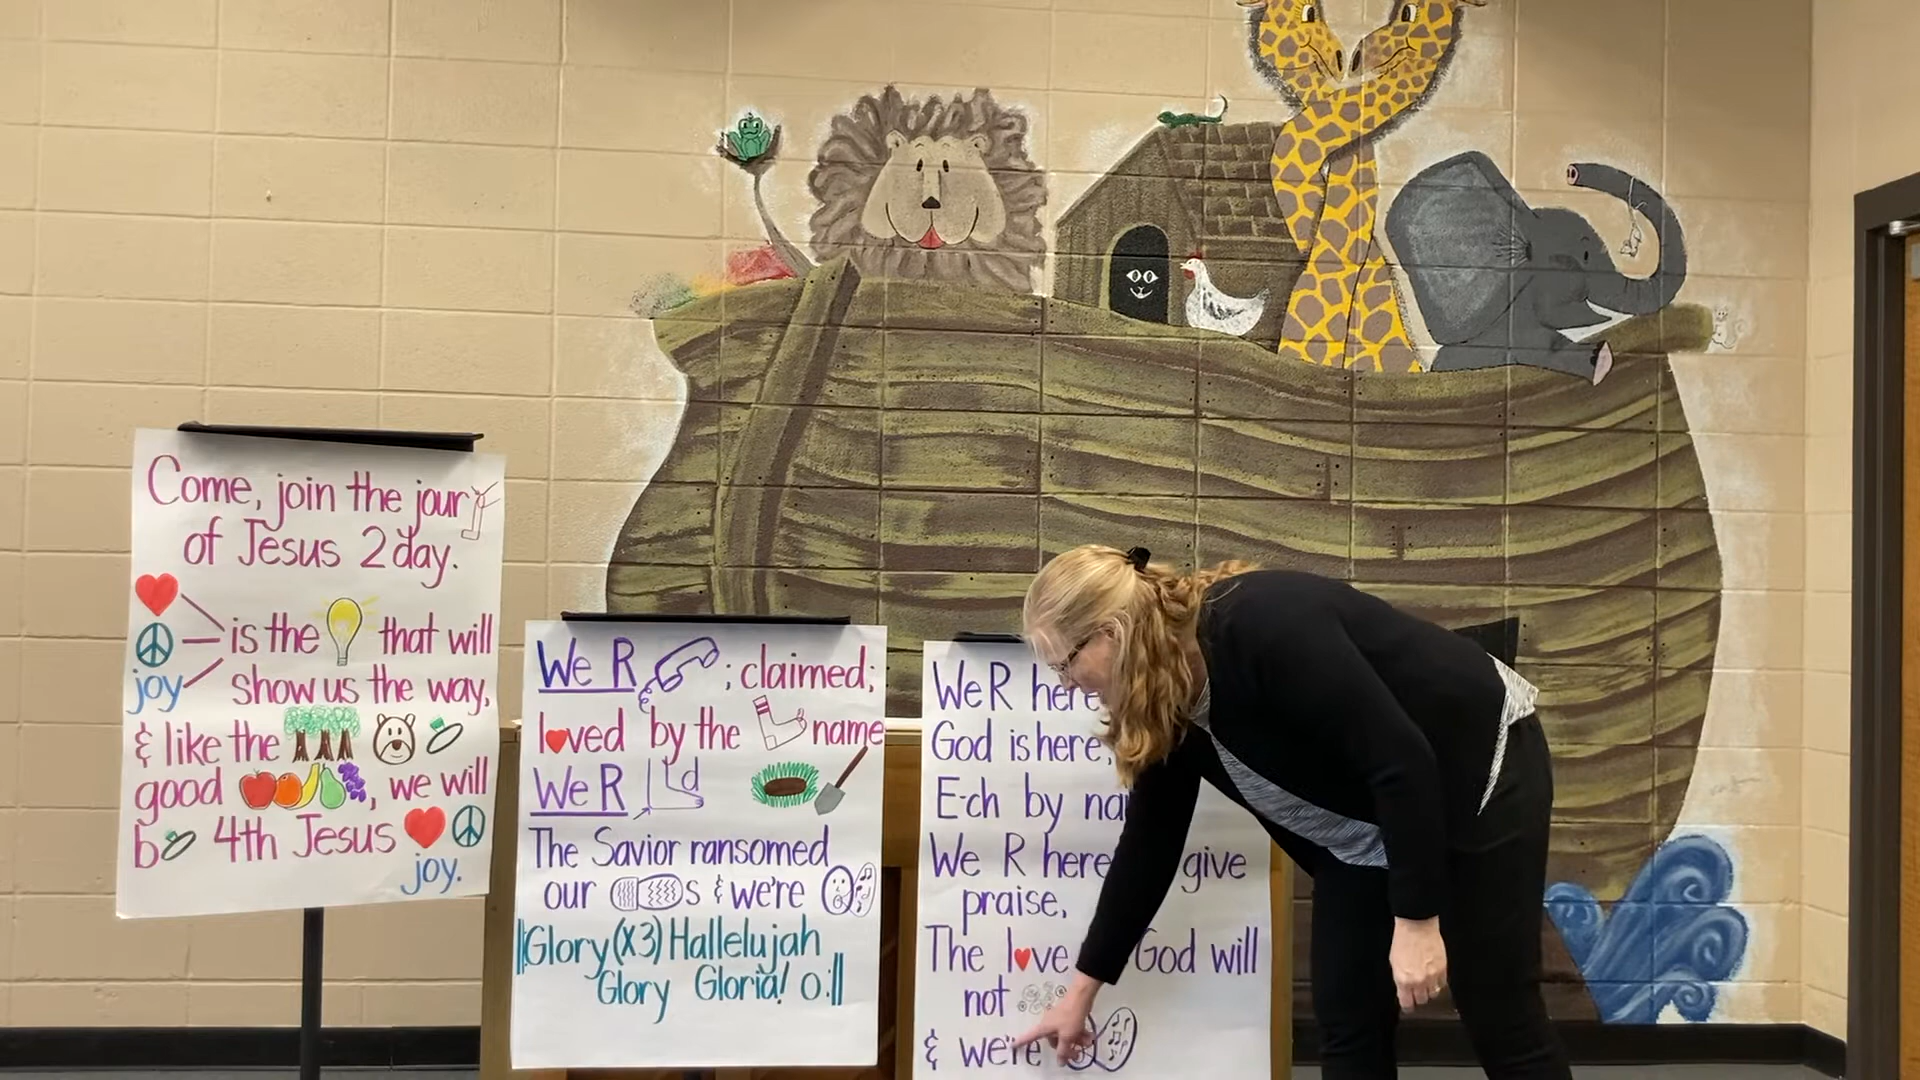 Come, join the jour
of Jesus 2day.
is the that will
joy show us the way,
& like the
good , we will
b 4th Jesus
joy.
We R ; claimed;
loved by the name
We R d
The Savior ransomed
our s & we're
Glory (x3) Hallelujah
Glory Gloria! o :||
We R here
God is here,
E-ch by
We R here give
praise,
The love God will
not
& we're